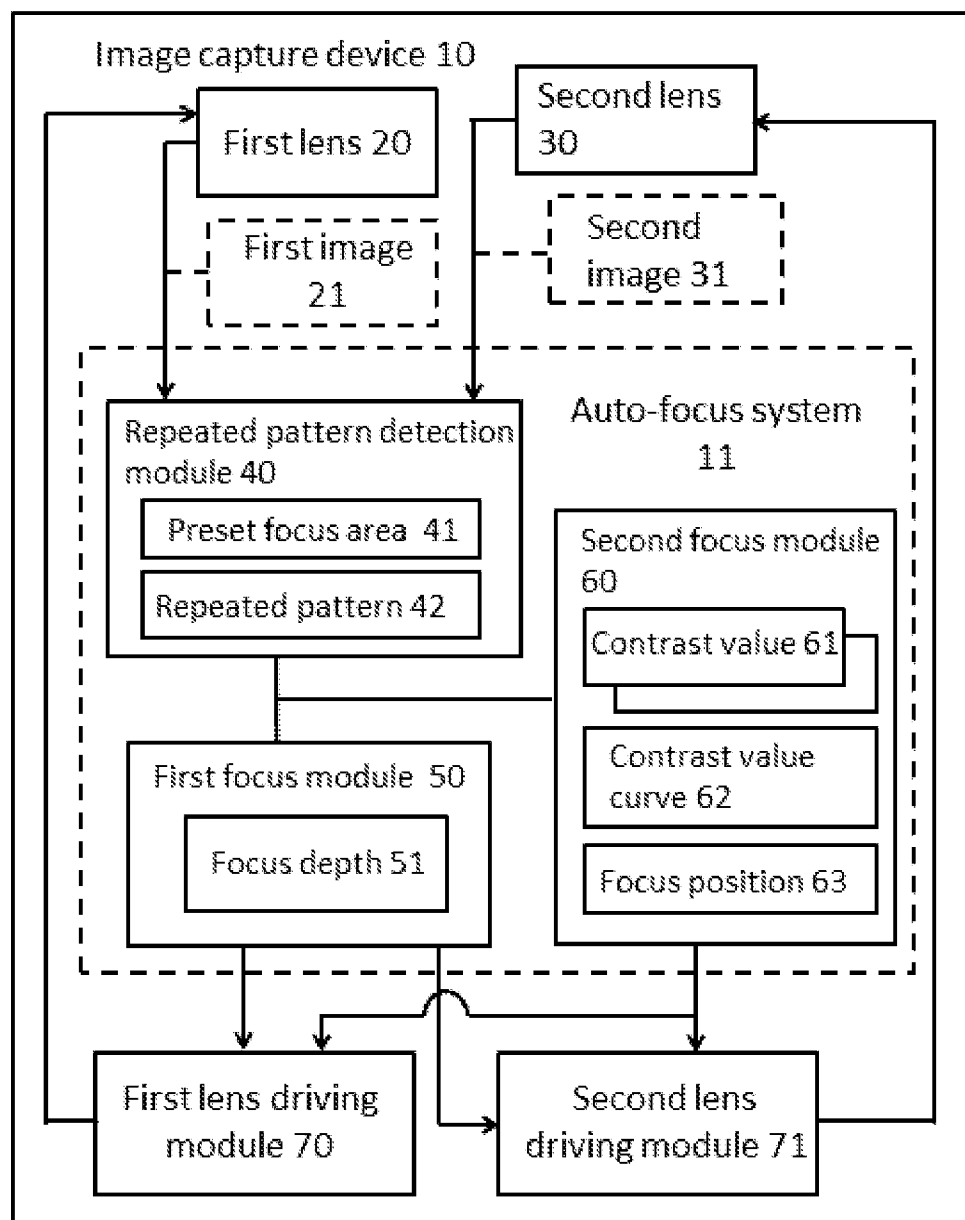 Image capture device 10
First lens 20
Second lens
30
First image
21
Second
image 31
Auto-focus system
11
Repeated pattern detection
module 40
Preset focus area 41
Repeated pattern 42
Second focus module
60
Contrast value 61
Contrast value
curve 62
Focus position 63
First focus module 50
Focus depth 51
First lens driving
module 70
Second lens
driving module 71